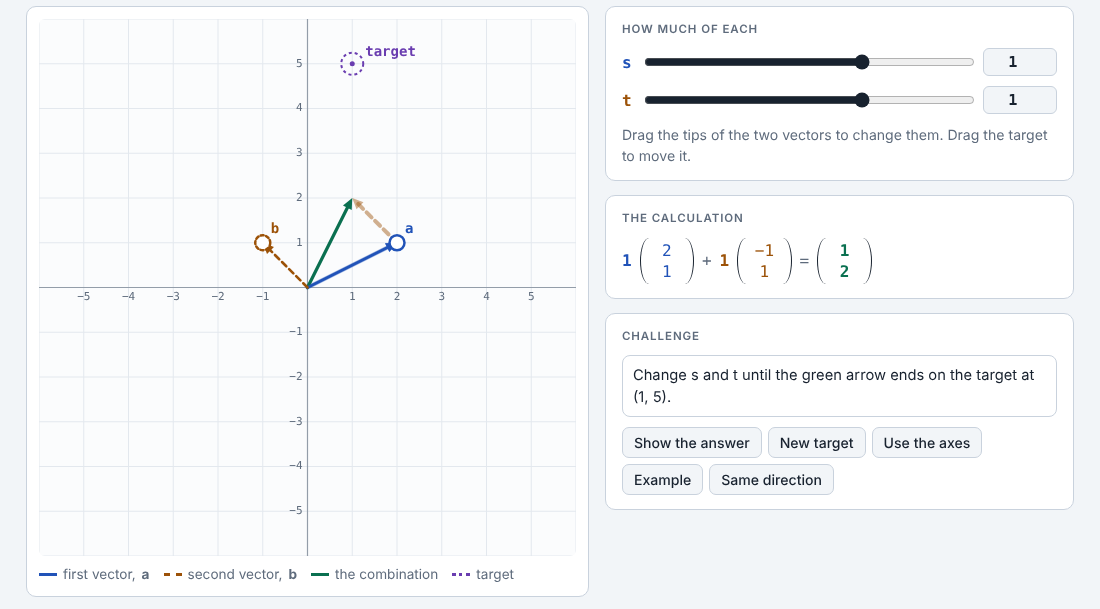 target
5
4
3
2
1
b
a
−5 −4 −3 −2 −1 1 2 3 4 5
−1
−2
−3
−4
−5
first vector, a second vector, b the combination target
HOW MUCH OF EACH
s 1
t 1
Drag the tips of the two vectors to change them. Drag the target
to move it.
THE CALCULATION
1 ( 2 1 ) + 1 ( −1 1 ) = ( 1 2 )
CHALLENGE
Change s and t until the green arrow ends on the target at
(1, 5).
Show the answer New target Use the axes
Example Same direction